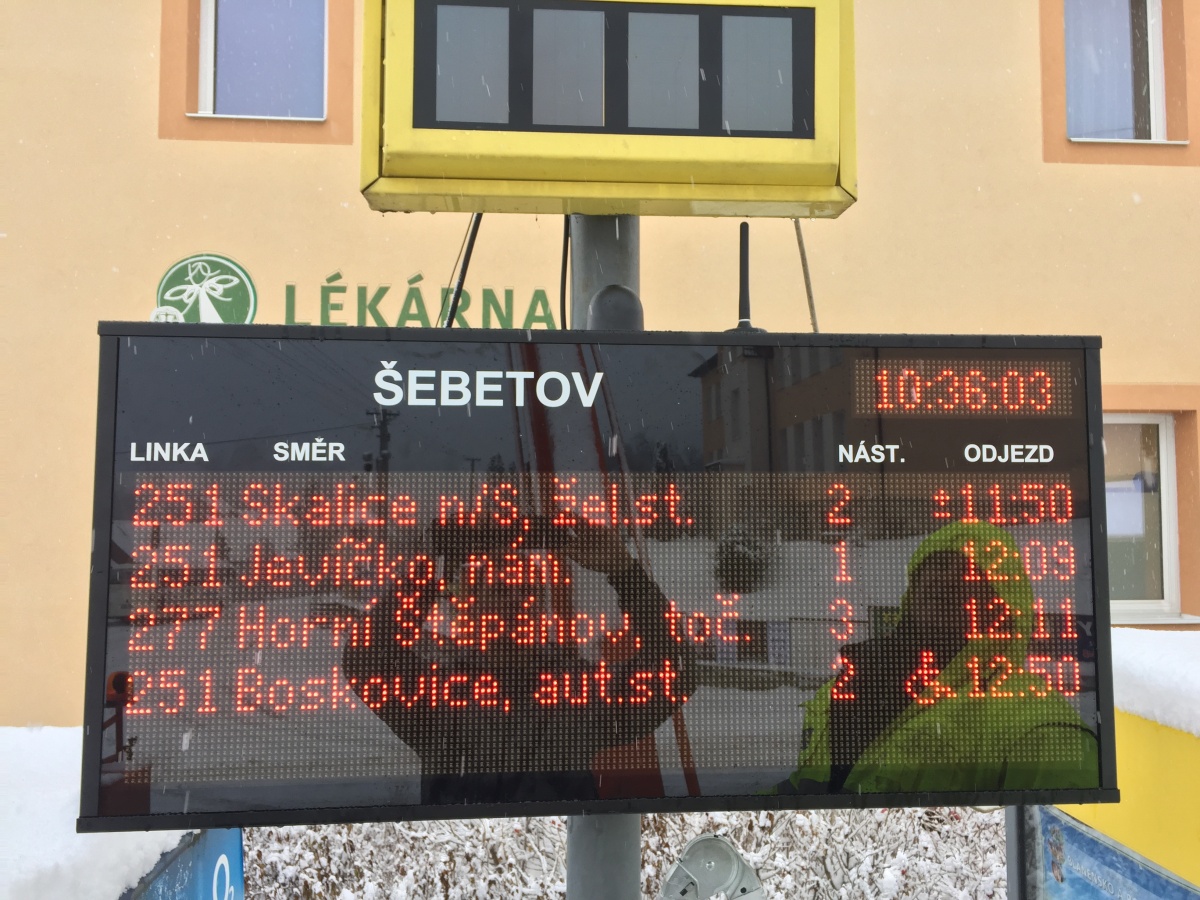 LÉKÁRNA
ŠEBETOV 10:36:03
LINKA SMĚR NÁST. ODJEZD
251 Skalice n/S, žel.st. 2 ±11:50
251 Jevíčko, nám. 1 12:09
277 Horní Štěpánov, toč. 3 12:11
251 Boskovice, aut.st. 2 ♿12:50
O2